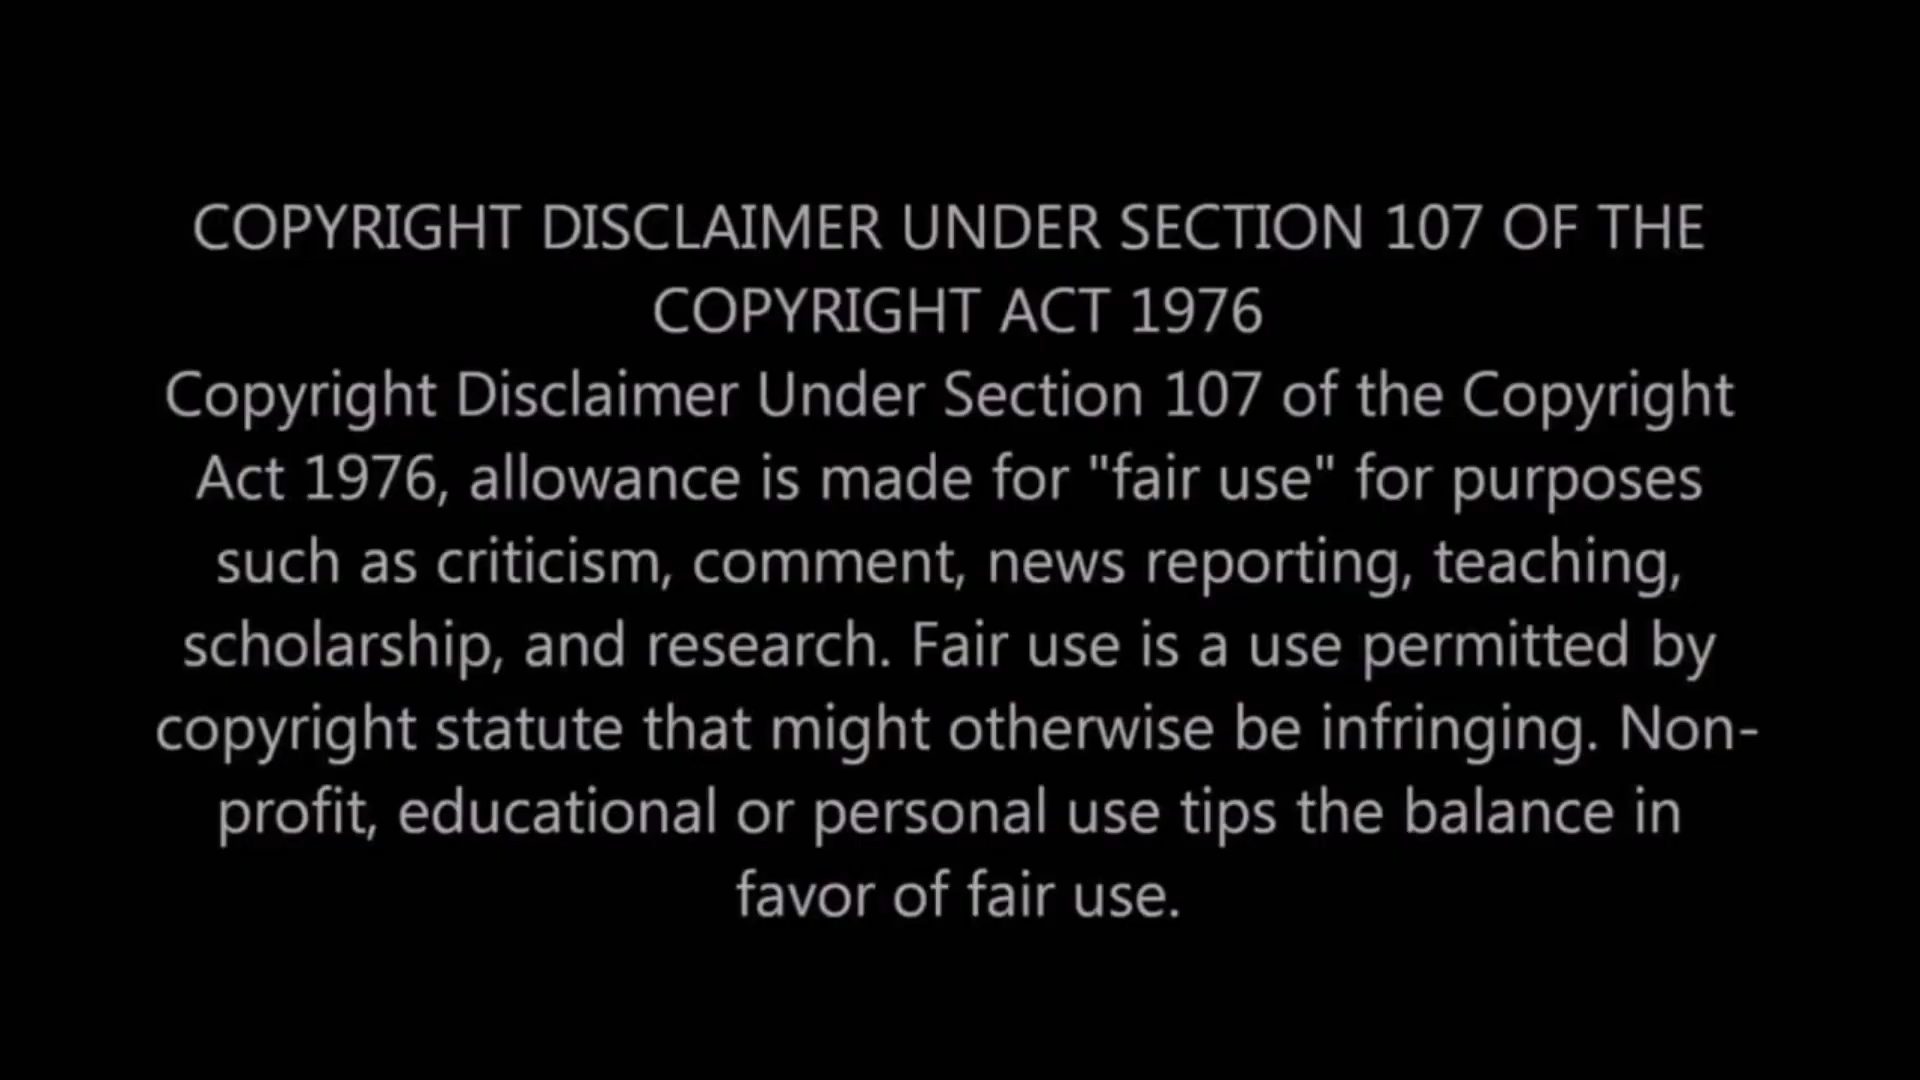 COPYRIGHT DISCLAIMER UNDER SECTION 107 OF THE
COPYRIGHT ACT 1976
Copyright Disclaimer Under Section 107 of the Copyright
Act 1976, allowance is made for "fair use" for purposes
such as criticism, comment, news reporting, teaching,
scholarship, and research. Fair use is a use permitted by
copyright statute that might otherwise be infringing. Non-
profit, educational or personal use tips the balance in
favor of fair use.